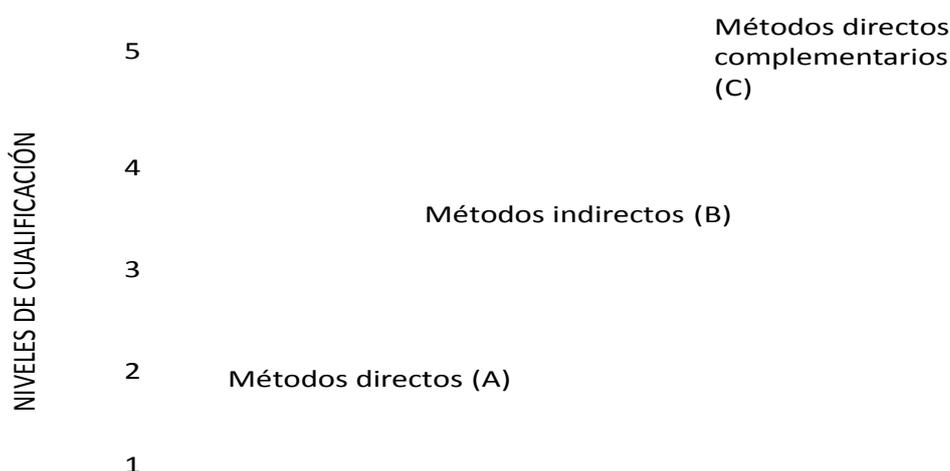 Métodos directos
complementarios
(C)
5
4
Métodos indirectos (B)
3
2
Métodos directos (A)
1
NIVELES DE CUALIFICACIÓN